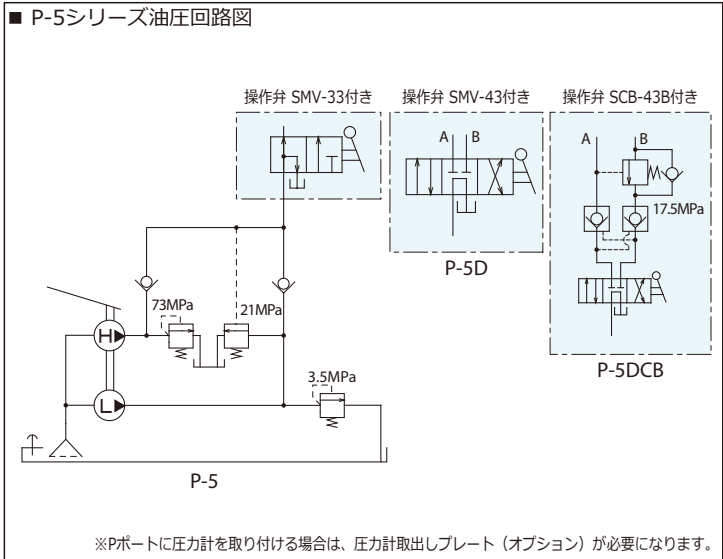 ■ P-5シリーズ油圧回路図
操作弁 SMV-33付き
操作弁 SMV-43付き
操作弁 SCB-43B付き
A B
A B
17.5MPa
P-5D
73MPa
21MPa
H
P-5DCB
3.5MPa
L
P-5
※Pポートに圧力計を取り付ける場合は、圧力計取出しプレート（オプション）が必要になります。